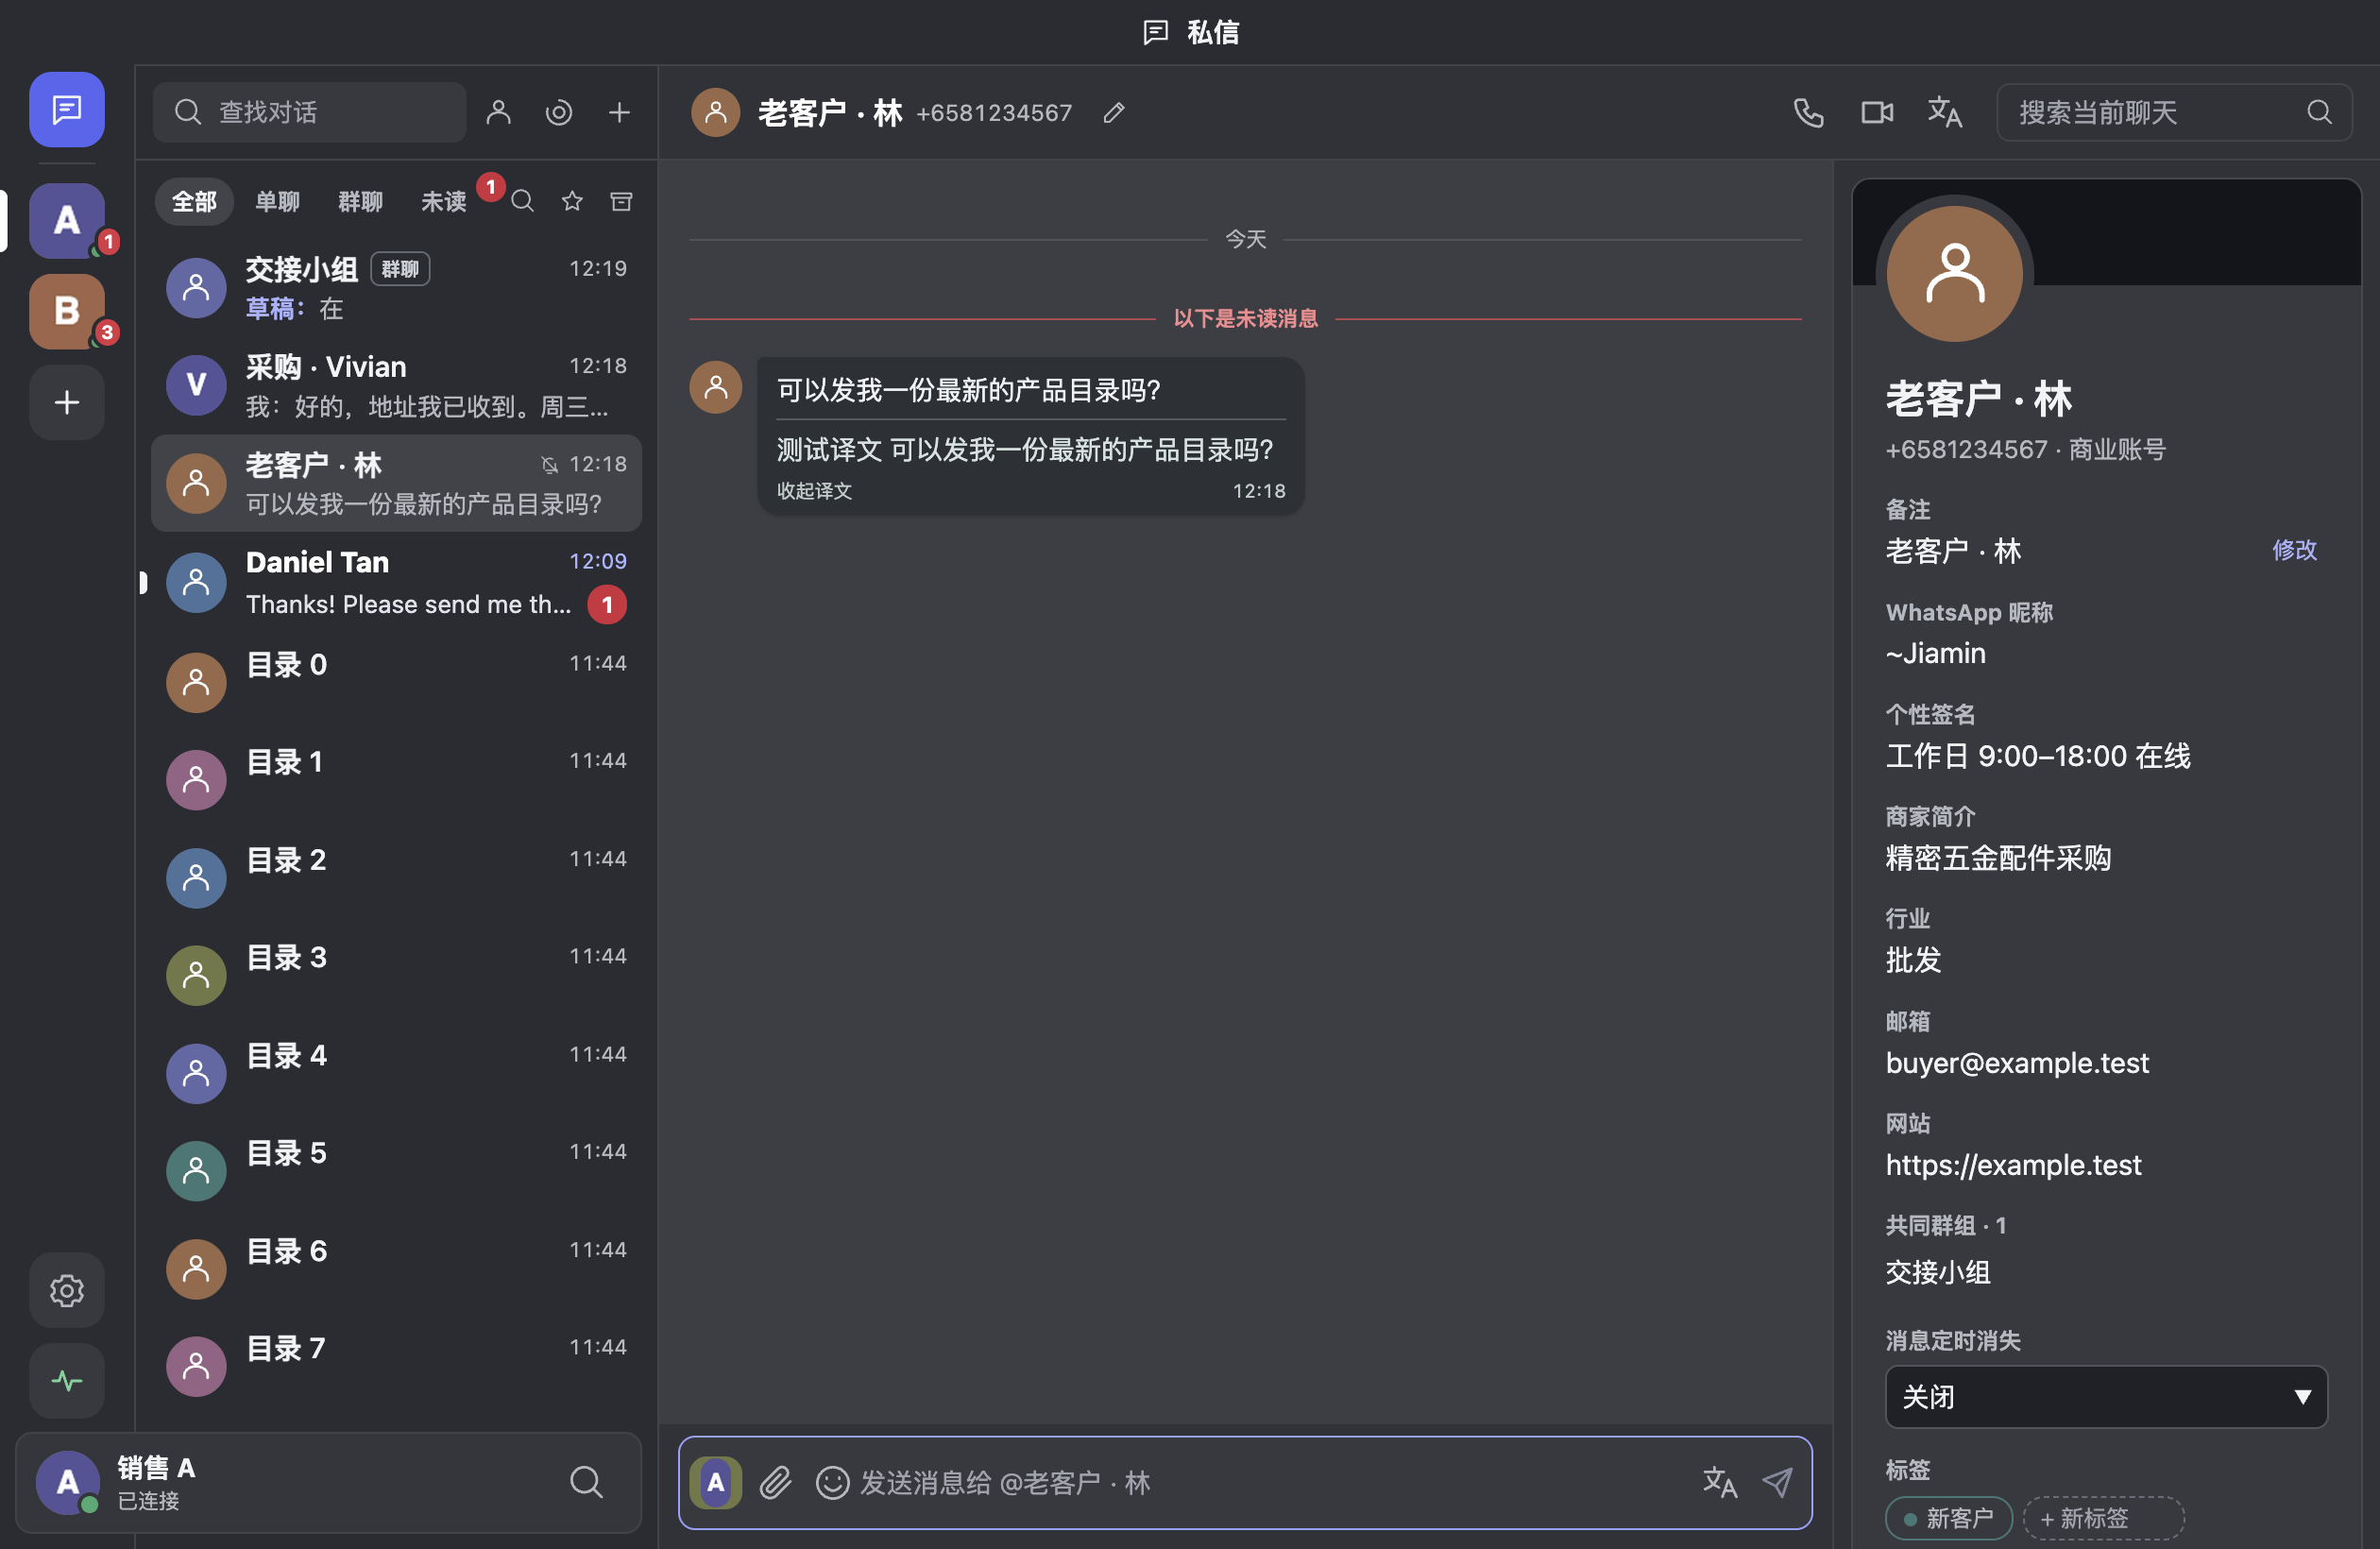 私信
查找对话
老客户 · 林 +6581234567
搜索当前聊天
A
1
B
3
全部 单聊 群聊 未读 1
交接小组 群聊 12:19
草稿：在
V
采购 · Vivian 12:18
我：好的，地址我已收到。周三...
老客户 · 林 12:18
可以发我一份最新的产品目录吗？
Daniel Tan 12:09
Thanks! Please send me th... 1
目录 0 11:44
目录 1 11:44
目录 2 11:44
目录 3 11:44
目录 4 11:44
目录 5 11:44
目录 6 11:44
目录 7 11:44
A
销售 A
已连接
今天
以下是未读消息
可以发我一份最新的产品目录吗？
测试译文 可以发我一份最新的产品目录吗？
收起译文 12:18
A 发送消息给 @老客户 · 林
老客户 · 林
+6581234567 · 商业账号
备注
老客户 · 林 修改
WhatsApp 昵称
~Jiamin
个性签名
工作日 9:00–18:00 在线
商家简介
精密五金配件采购
行业
批发
邮箱
buyer@example.test
网站
https://example.test
共同群组 · 1
交接小组
消息定时消失
关闭
标签
新客户 + 新标签